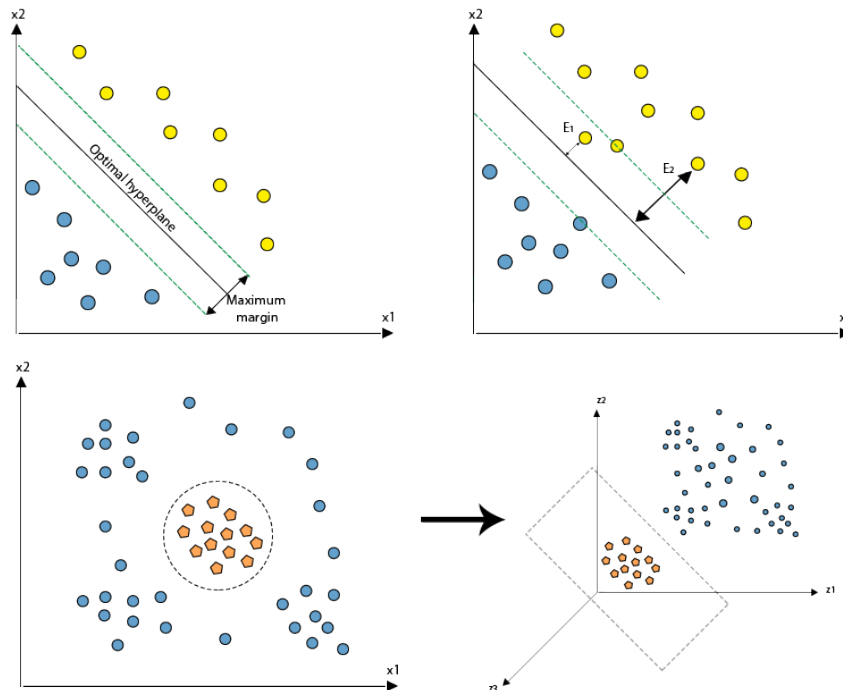 x2
Optimal hyperplane
Maximum
margin
x1
x2
E1
E2
x
x2
x1
z2
z1
z3